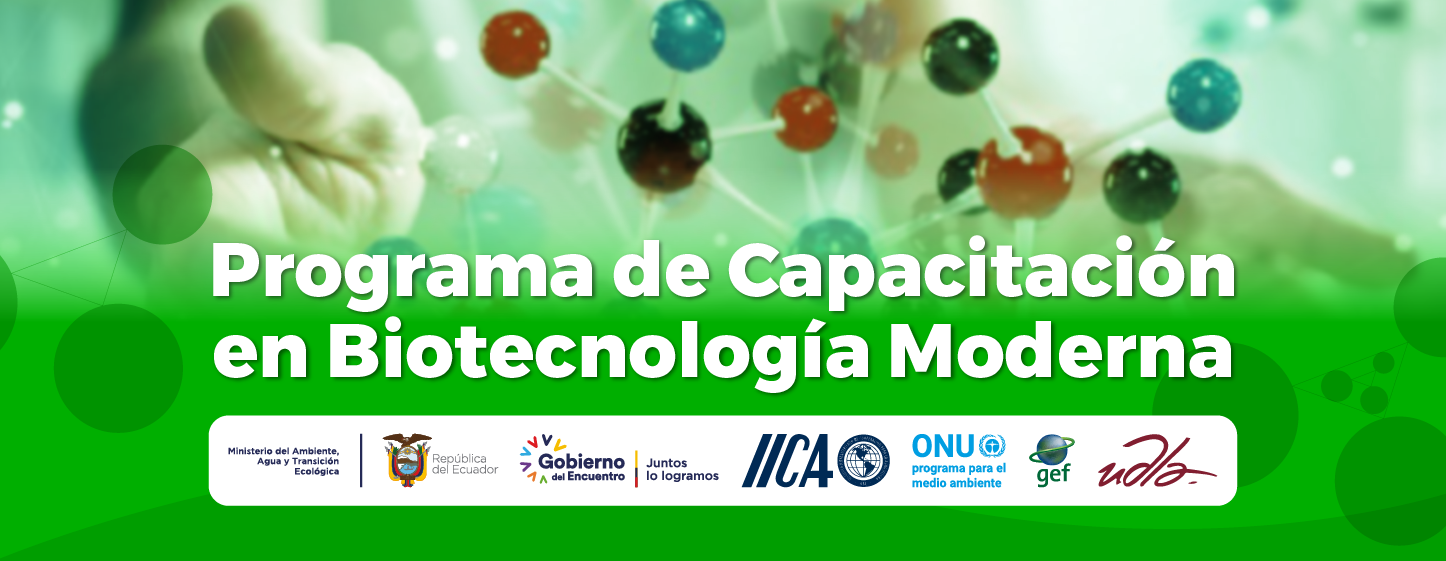 Programa de Capacitación
en Biotecnología Moderna
Ministerio del Ambiente,
Agua y Transición
Ecológica
República
del Ecuador
Gobierno
del Encuentro
Juntos
lo logramos
IICA
ONU
programa para el
medio ambiente
gef
udla